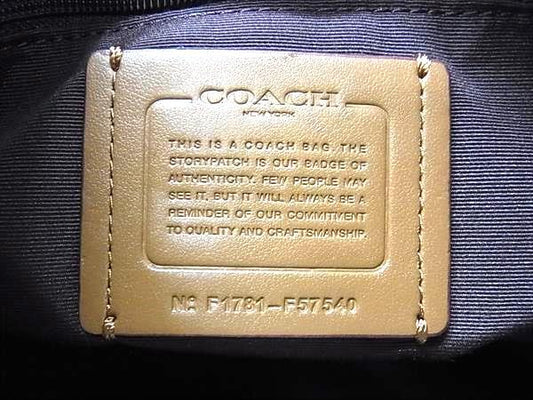 COACH
NEW YORK
THIS IS A COACH BAG. THE
STORYPATCH IS OUR BADGE OF
AUTHENTICITY. FEW PEOPLE MAY
SEE IT. BUT IT WILL ALWAYS BE A
REMINDER OF OUR COMMITMENT
TO QUALITY AND CRAFTSMANSHIP.
Nº F1781-F57540